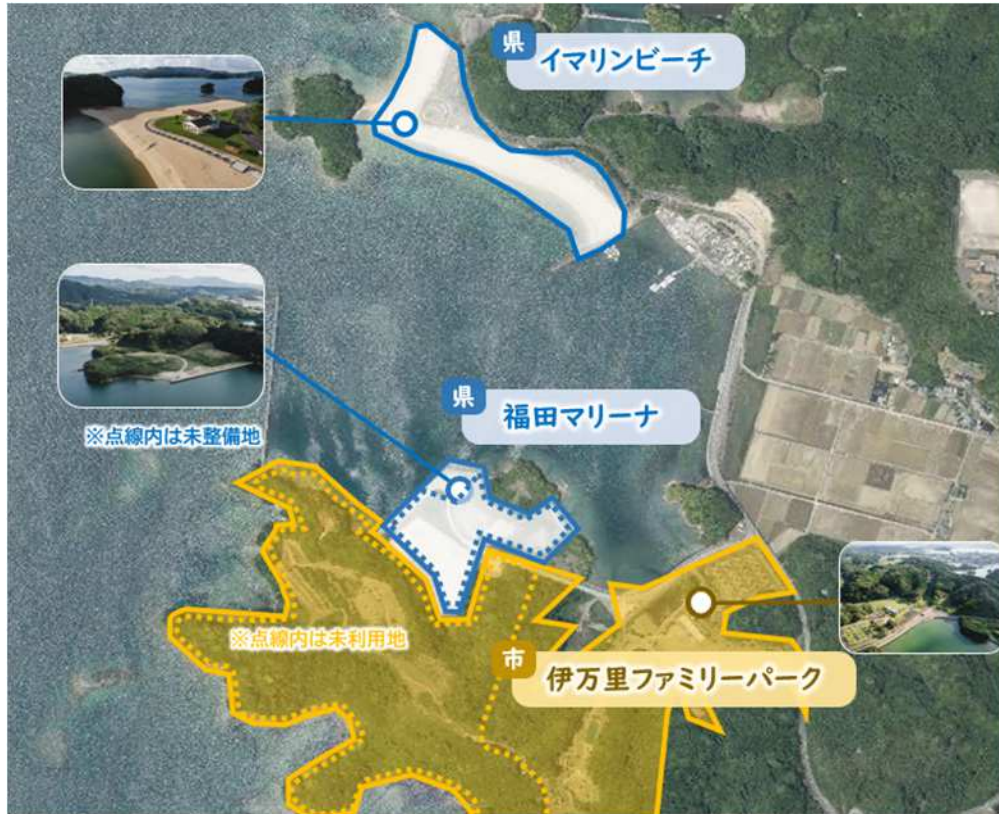 県
イマリンビーチ
県
福田マリーナ
※点線内は未整備地
※点線内は未利用地
市
伊万里ファミリーパーク